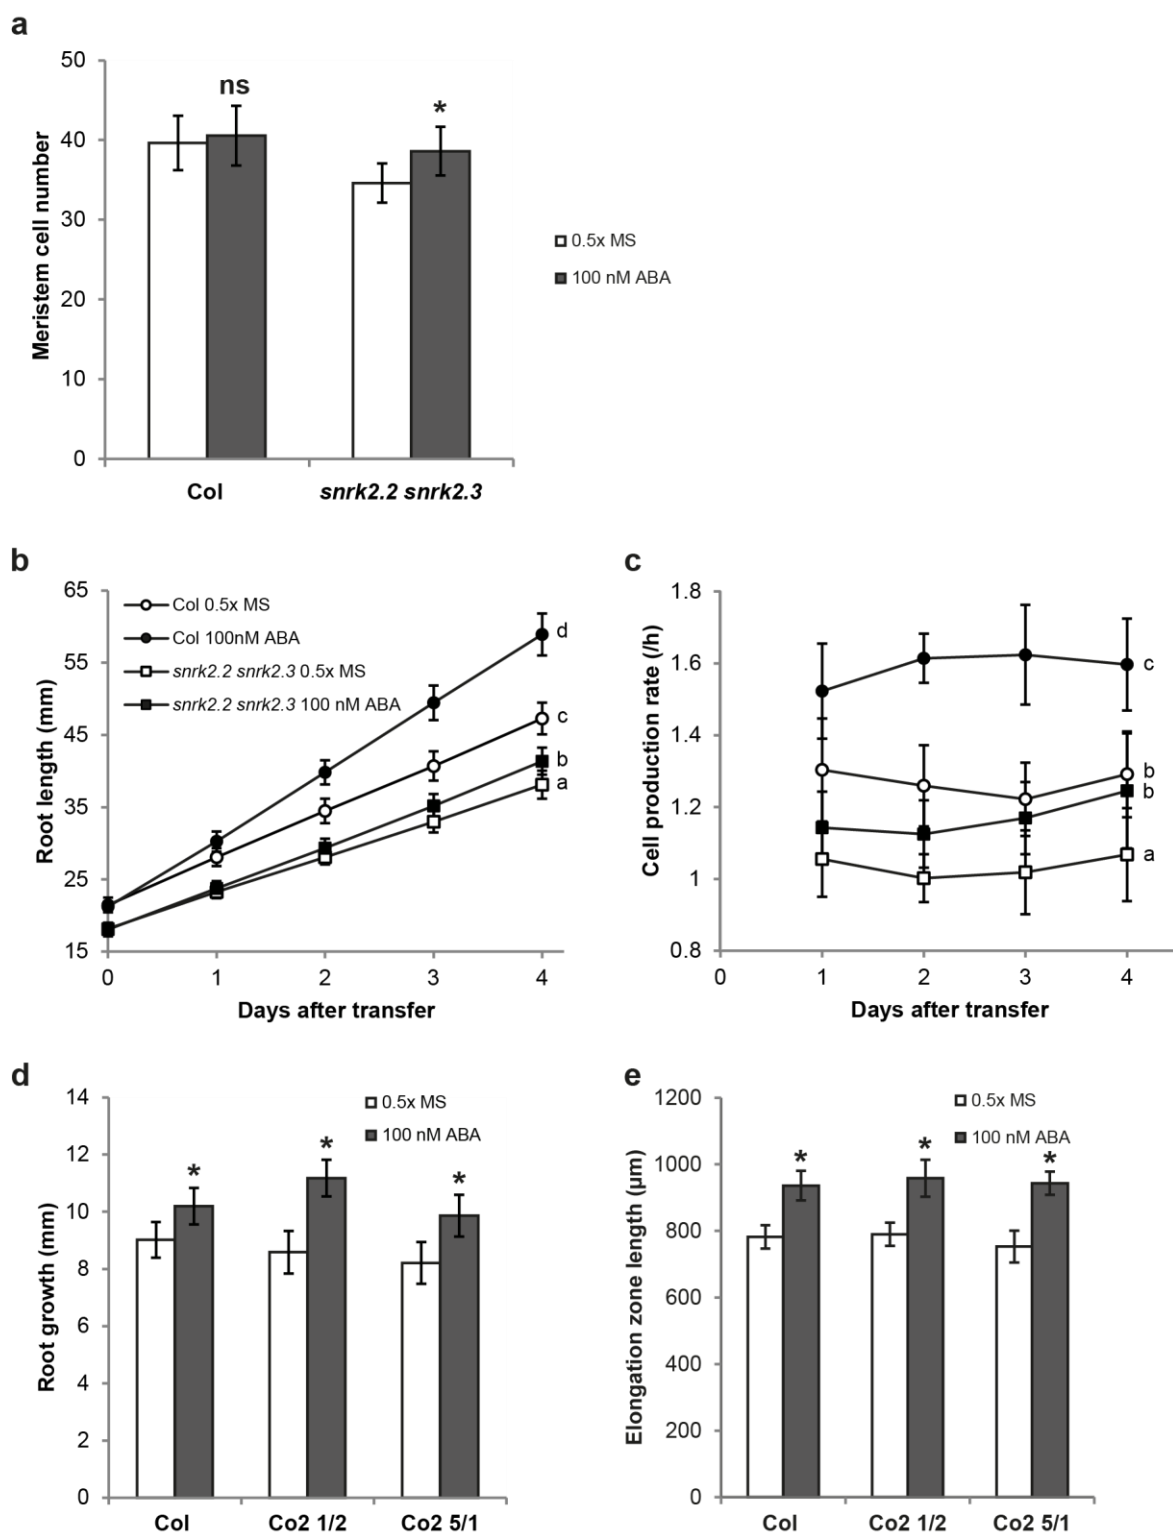 a
50
40
30
20
10
0
Meristem cell number
ns
*
Col
snrk2.2 snrk2.3
0.5x MS
100 nM ABA
b
65
55
45
35
25
15
Root length (mm)
Col 0.5x MS
Col 100nM ABA
snrk2.2 snrk2.3 0.5x MS
snrk2.2 snrk2.3 100 nM ABA
d
c
b
a
0 1 2 3 4
Days after transfer
c
1.8
1.6
1.4
1.2
1
0.8
Cell production rate (/h)
c
b
b
a
0 1 2 3 4
Days after transfer
d
14
12
10
8
6
4
2
0
Root growth (mm)
0.5x MS
100 nM ABA
* * *
Col Co2 1/2 Co2 5/1
e
1200
1000
800
600
400
200
0
Elongation zone length (µm)
0.5x MS
100 nM ABA
* * *
Col Co2 1/2 Co2 5/1